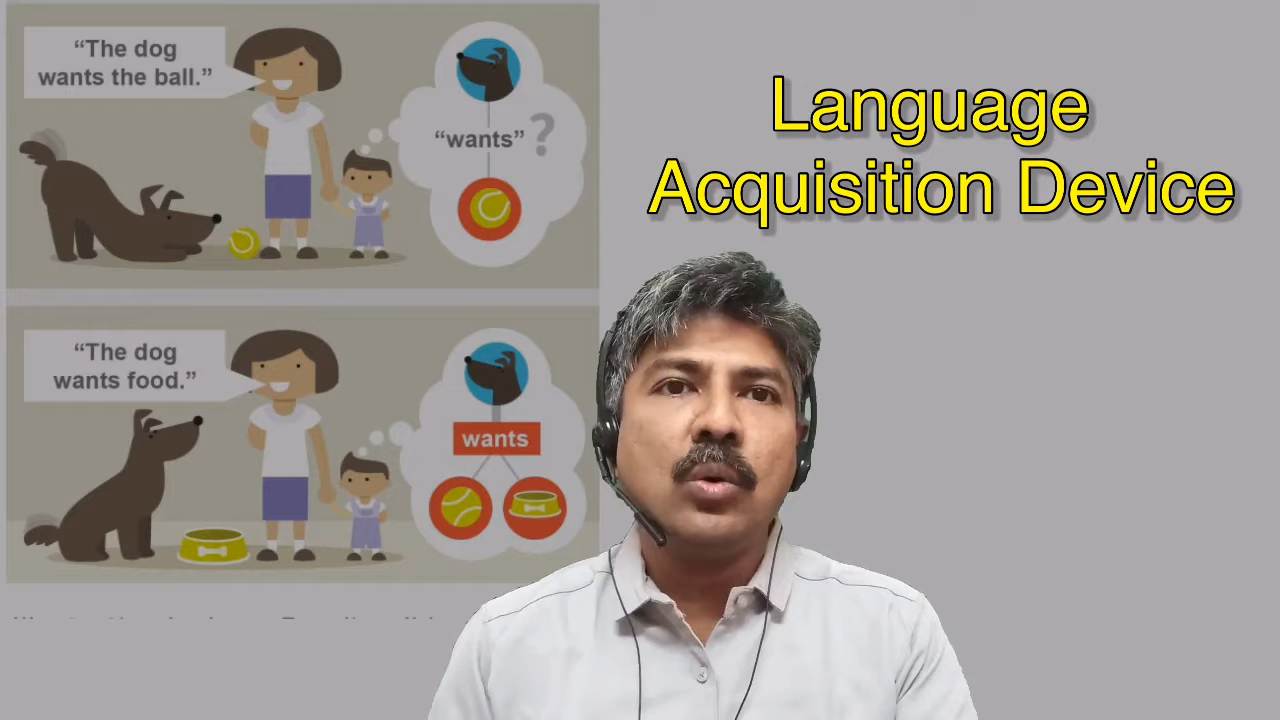 “The dog
wants the ball.”
“wants” ?
Language
Acquisition Device
“The dog
wants food.”
wants